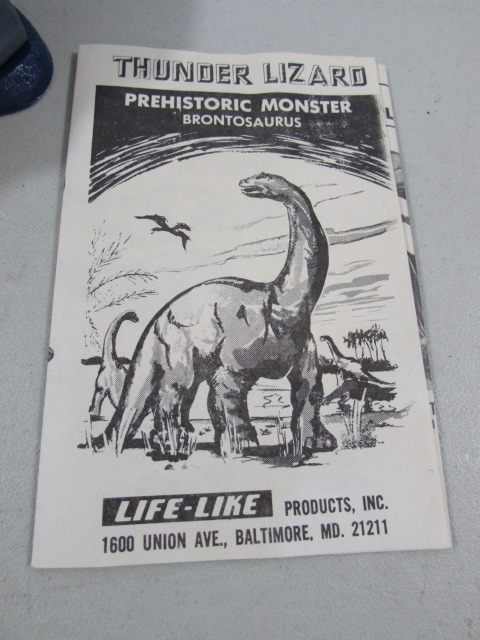 THUNDER LIZARD
PREHISTORIC MONSTER
BRONTOSAURUS
LIFE-LIKE PRODUCTS, INC.
1600 UNION AVE., BALTIMORE, MD. 21211